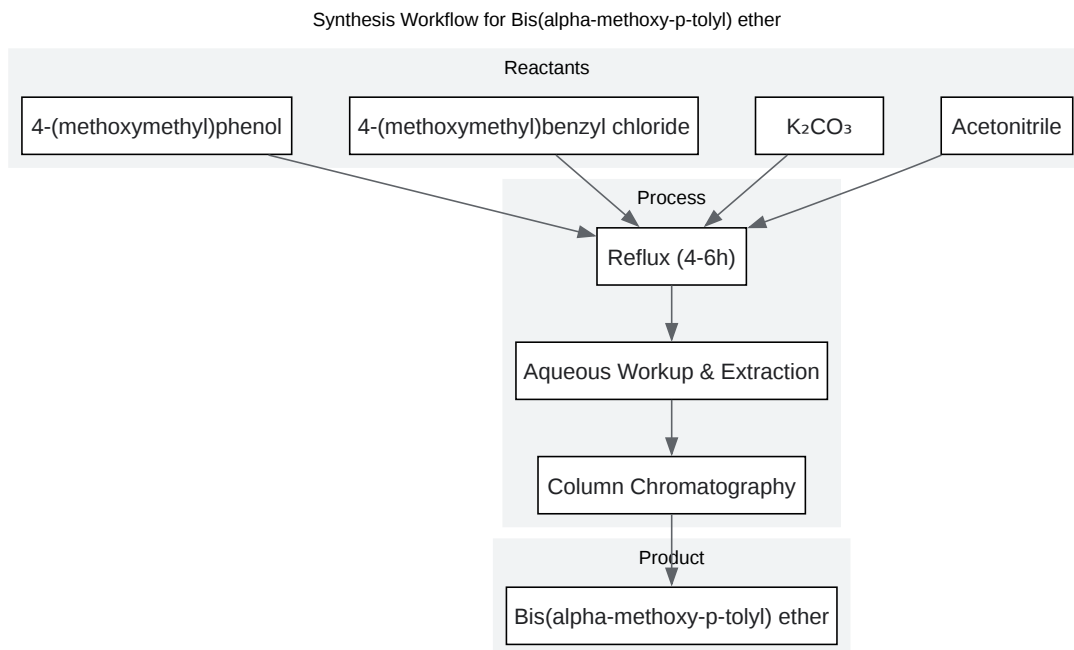 Synthesis Workflow for Bis(alpha-methoxy-p-tolyl) ether
Reactants
4-(methoxymethyl)phenol
4-(methoxymethyl)benzyl chloride
K₂CO₃
Acetonitrile
Process
Reflux (4-6h)
Aqueous Workup & Extraction
Column Chromatography
Product
Bis(alpha-methoxy-p-tolyl) ether